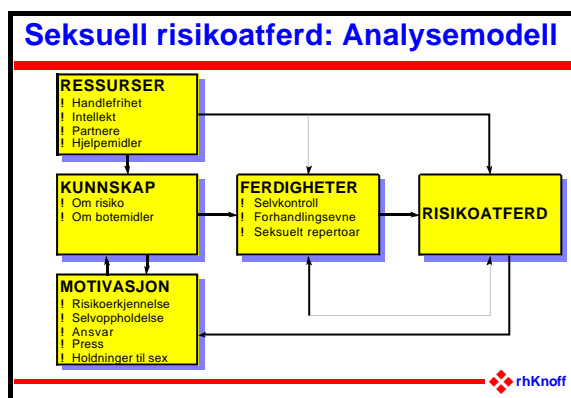 Seksuell risikoatferd: Analysemodell
RESSURSER
! Handlefrihet
! Intellekt
! Partnere
! Hjelpemidler
KUNNSKAP
! Om risiko
! Om botemidler
FERDIGHETER
! Selvkontroll
! Forhandlingsevne
! Seksuelt repertoar
RISIKOATFERD
MOTIVASJON
! Risikoerkjennelse
! Selvoppholdelse
! Ansvar
! Press
! Holdninger til sex
rhKnoff